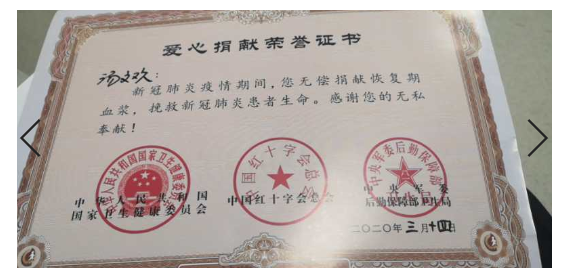 爱心捐献荣誉证书
汤文欢：
新冠肺炎疫情期间，您无偿捐献恢复期
血浆，挽救新冠肺炎患者生命。感谢您的无私
奉献！
中华人民共和国
国家卫生健康委员会
中国红十字会总会
中央军委
后勤保障部卫生局
二〇二〇年三月十四日